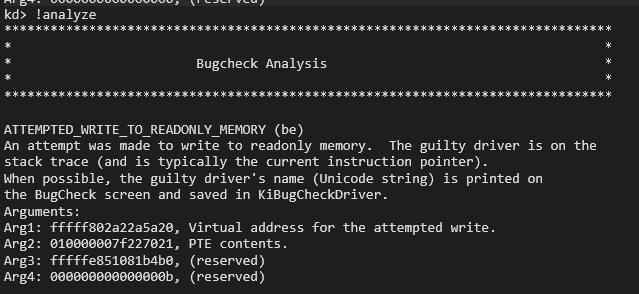 Arg4: 0000000000000000, (reserved)
kd> !analyze
*******************************************************************************
*                                                                             *
*                        Bugcheck Analysis                                    *
*                                                                             *
*******************************************************************************
ATTEMPTED_WRITE_TO_READONLY_MEMORY (be)
An attempt was made to write to readonly memory.  The guilty driver is on the
stack trace (and is typically the current instruction pointer).
When possible, the guilty driver's name (Unicode string) is printed on
the BugCheck screen and saved in KiBugCheckDriver.
Arguments:
Arg1: fffff802a22a5a20, Virtual address for the attempted write.
Arg2: 010000007f227021, PTE contents.
Arg3: fffffe851081b4b0, (reserved)
Arg4: 000000000000000b, (reserved)